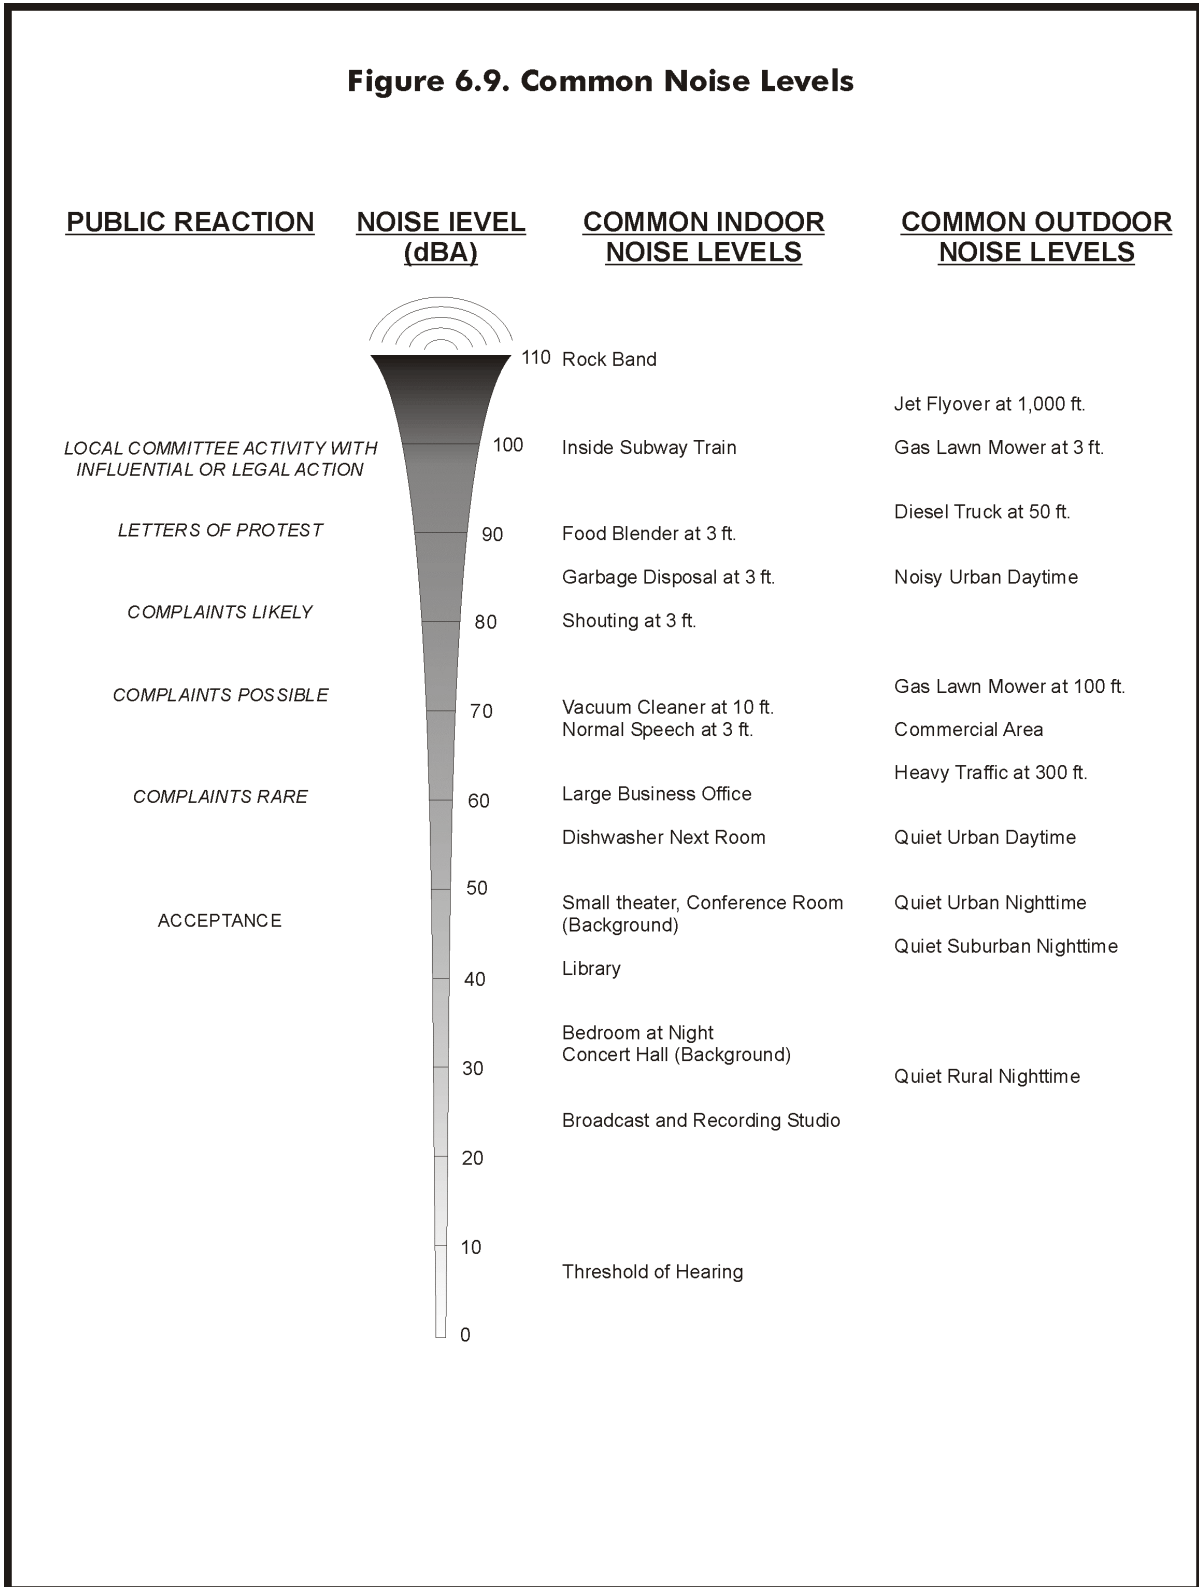 Figure 6.9. Common Noise Levels
PUBLIC REACTION
NOISE lEVEL
(dBA)
COMMON INDOOR
NOISE LEVELS
COMMON OUTDOOR
NOISE LEVELS
110 Rock Band
Jet Flyover at 1,000 ft.
LOCAL COMMITTEE ACTIVITY WITH
INFLUENTIAL OR LEGAL ACTION
100
Inside Subway Train
Gas Lawn Mower at 3 ft.
Diesel Truck at 50 ft.
LETTERS OF PROTEST
90
Food Blender at 3 ft.
Garbage Disposal at 3 ft.
Noisy Urban Daytime
COMPLAINTS LIKELY
80
Shouting at 3 ft.
Gas Lawn Mower at 100 ft.
COMPLAINTS POSSIBLE
70
Vacuum Cleaner at 10 ft.
Normal Speech at 3 ft.
Commercial Area
Heavy Traffic at 300 ft.
COMPLAINTS RARE
60
Large Business Office
Dishwasher Next Room
Quiet Urban Daytime
50
Small theater, Conference Room
(Background)
Quiet Urban Nighttime
ACCEPTANCE
Quiet Suburban Nighttime
Library
40
Bedroom at Night
Concert Hall (Background)
30
Quiet Rural Nighttime
Broadcast and Recording Studio
20
10
Threshold of Hearing
0